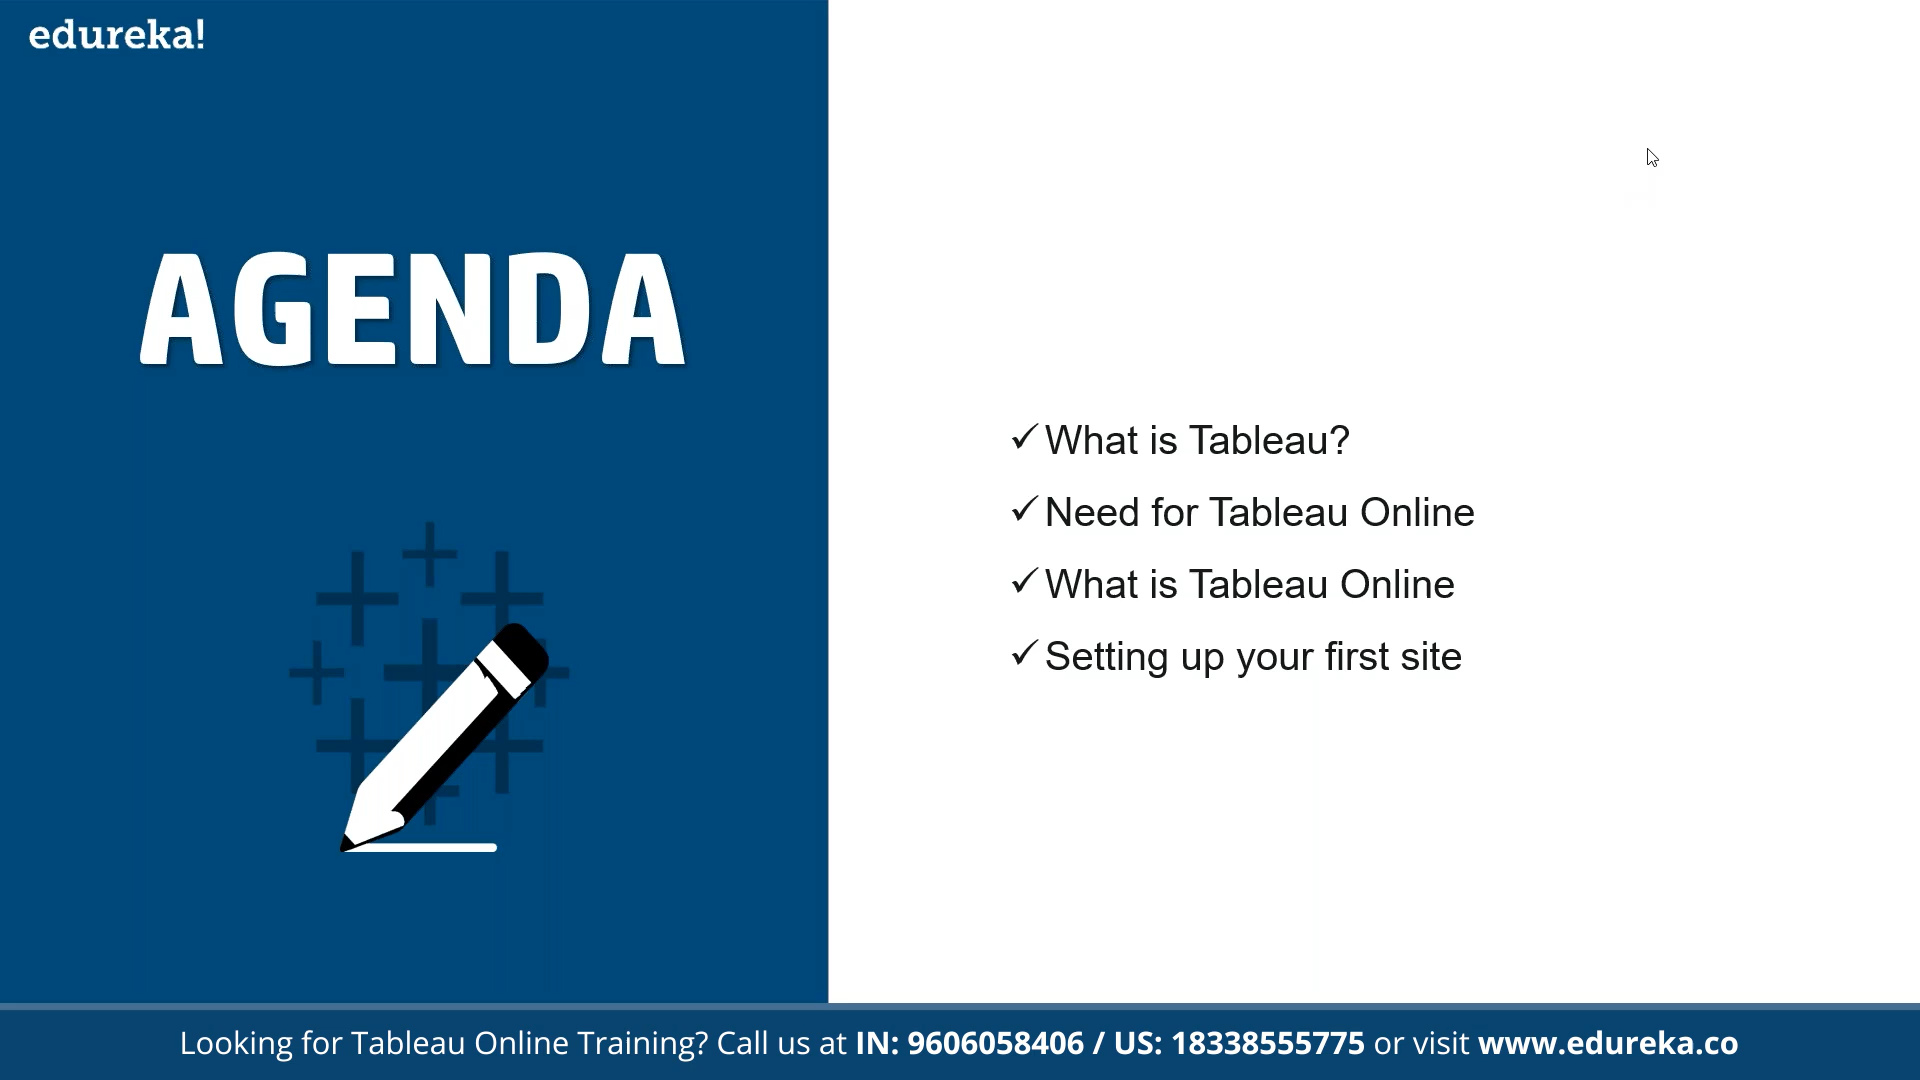 edureka!
AGENDA
✓ What is Tableau?
✓ Need for Tableau Online
✓ What is Tableau Online
✓ Setting up your first site
Looking for Tableau Online Training? Call us at IN: 9606058406 / US: 18338555775 or visit www.edureka.co